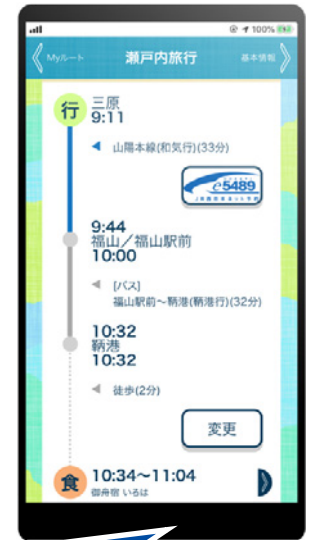 100%
Myルート
瀬戸内旅行
基本情報
行
三原
9:11
山陽本線(和気行)(33分)
e5489
9:44
福山／福山駅前
10:00
[バス]
福山駅前～鞆港(鞆港行)(32分)
10:32
鞆港
10:32
徒歩(2分)
変更
食
10:34～11:04
御舟宿 いろは